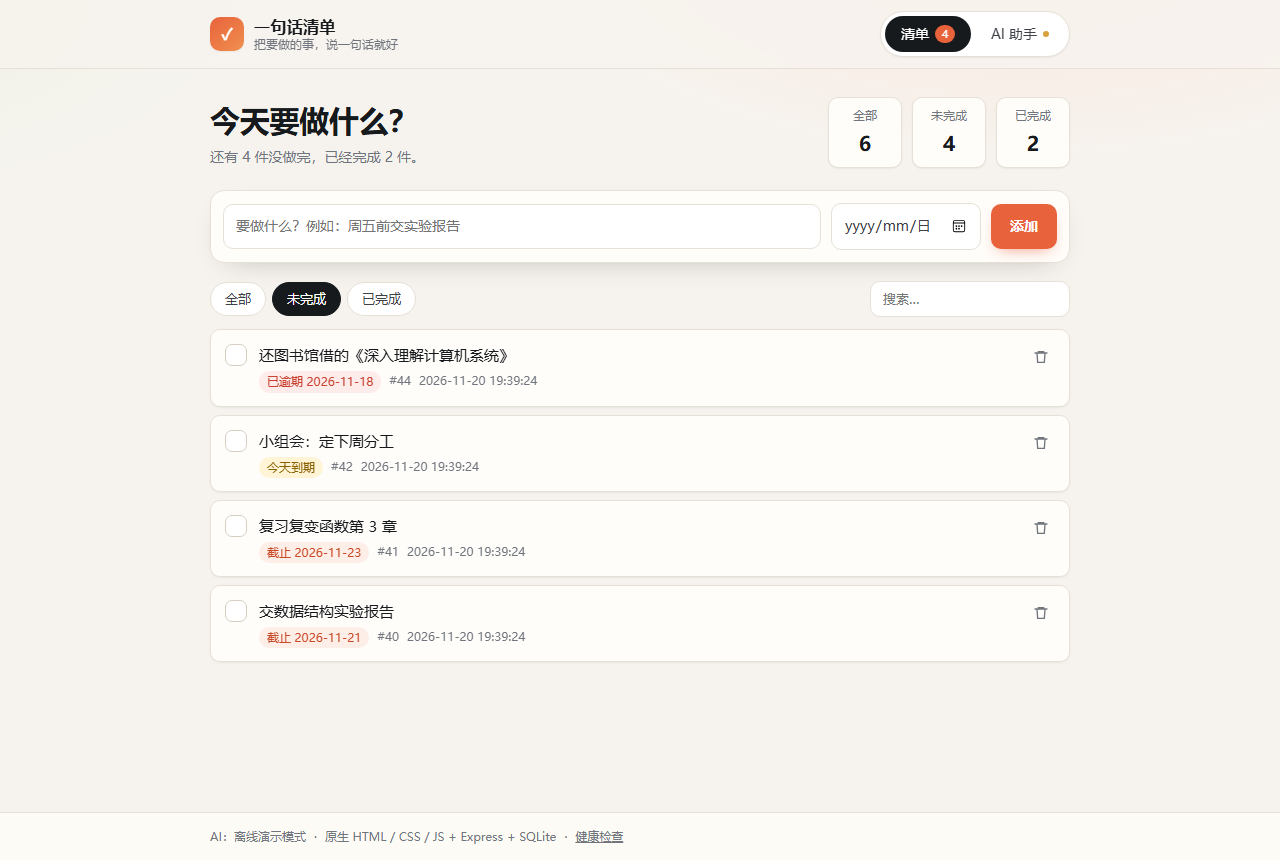 一句话清单
把要做的事，说一句话就好
清单 4
AI 助手
今天要做什么？
还有 4 件没做完，已经完成 2 件。
全部
6
未完成
4
已完成
2
要做什么？例如：周五前交实验报告
yyyy/mm/日
添加
全部
未完成
已完成
搜索...
还图书馆借的《深入理解计算机系统》
已逾期 2026-11-18 #44 2026-11-20 19:39:24
小组会：定下周分工
今天到期 #42 2026-11-20 19:39:24
复习复变函数第 3 章
截止 2026-11-23 #41 2026-11-20 19:39:24
交数据结构实验报告
截止 2026-11-21 #40 2026-11-20 19:39:24
AI：离线演示模式 · 原生 HTML / CSS / JS + Express + SQLite · 健康检查